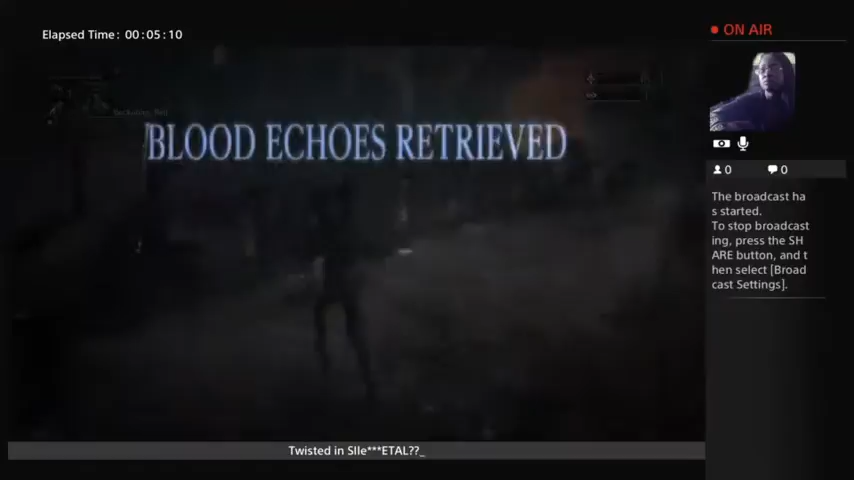 Elapsed Time: 00:05:10
ON AIR
BLOOD ECHOES RETRIEVED
0 0
The broadcast ha
s started.
To stop broadcast
ing, press the SH
ARE button, and t
hen select [Broad
cast Settings].
Twisted in SIle***ETAL??_